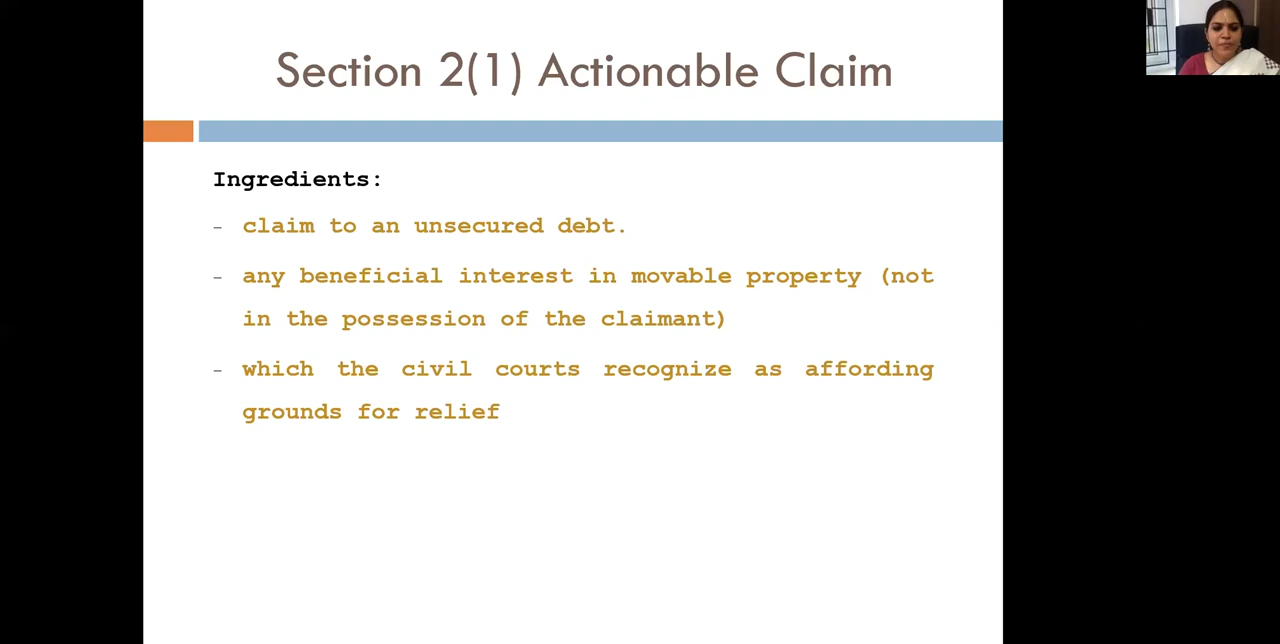 Section 2(1) Actionable Claim
Ingredients:
- claim to an unsecured debt.
- any beneficial interest in movable property (not
in the possession of the claimant)
- which the civil courts recognize as affording
grounds for relief